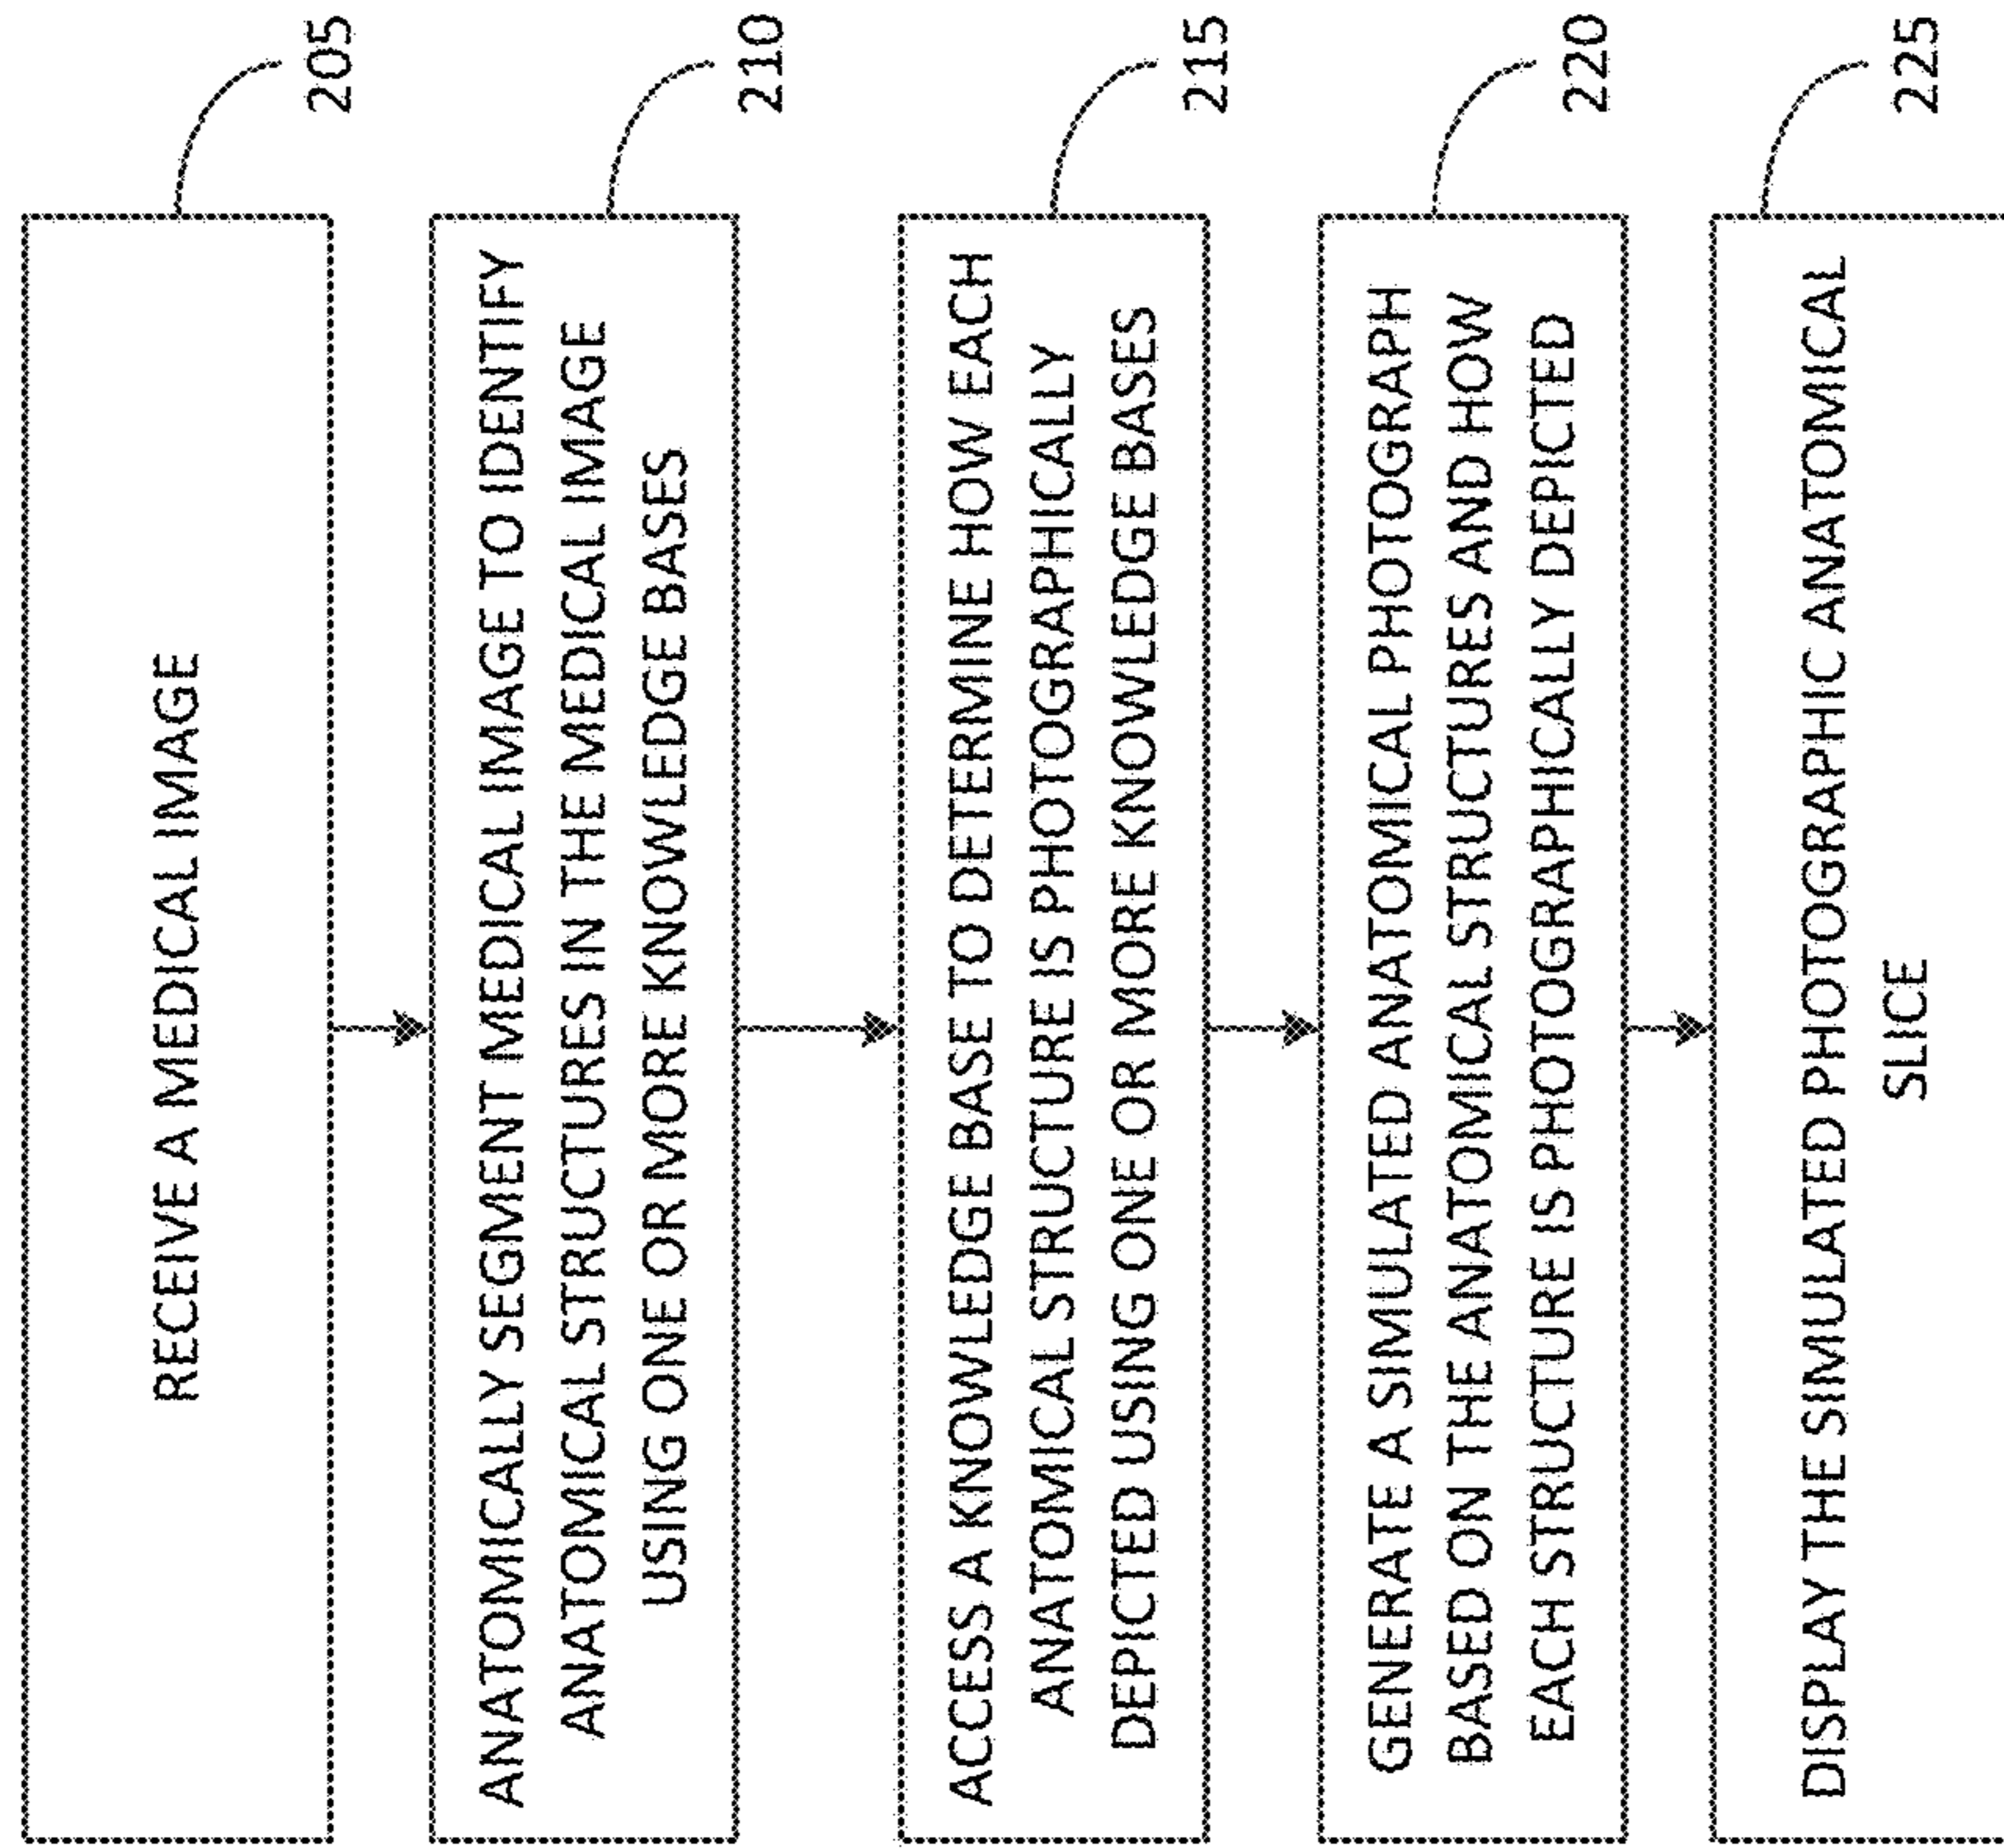 RECEIVE A MEDICAL IMAGE
205
ANATOMICALLY SEGMENT MEDICAL IMAGE TO IDENTIFY
ANATOMICAL STRUCTURES IN THE MEDICAL IMAGE
USING ONE OR MORE KNOWLEDGE BASES
210
ACCESS A KNOWLEDGE BASE TO DETERMINE HOW EACH
ANATOMICAL STRUCTURE IS PHOTOGRAPHICALLY
DEPICTED USING ONE OR MORE KNOWLEDGE BASES
215
GENERATE A SIMULATED ANATOMICAL PHOTOGRAPH
BASED ON THE ANATOMICAL STRUCTURES AND HOW
EACH STRUCTURE IS PHOTOGRAPHICALLY DEPICTED
220
DISPLAY THE SIMULATED PHOTOGRAPHIC ANATOMICAL
SLICE
225